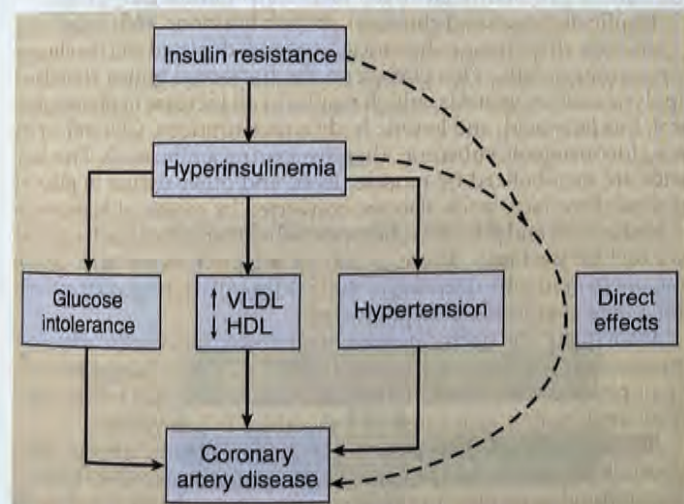 Insulin resistance
Hyperinsulinemia
Glucose
intolerance
↑ VLDL
↓ HDL
Hypertension
Direct
effects
Coronary
artery disease